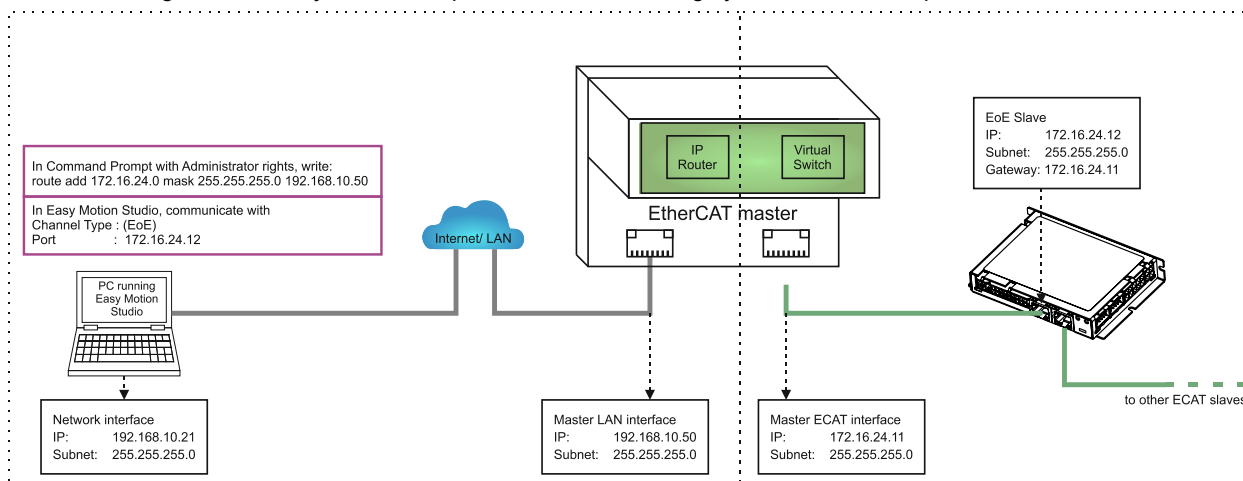 In Command Prompt with Administrator rights, write:
route add 172.16.24.0 mask 255.255.255.0 192.168.10.50
In Easy Motion Studio, communicate with
Channel Type : (EoE)
Port : 172.16.24.12
PC running
Easy Motion
Studio
Internet/ LAN
IP
Router
Virtual
Switch
EtherCAT master
EoE Slave
IP: 172.16.24.12
Subnet: 255.255.255.0
Gateway: 172.16.24.11
to other ECAT slaves
Network interface
IP: 192.168.10.21
Subnet: 255.255.255.0
Master LAN interface
IP: 192.168.10.50
Subnet: 255.255.255.0
Master ECAT interface
IP: 172.16.24.11
Subnet: 255.255.255.0